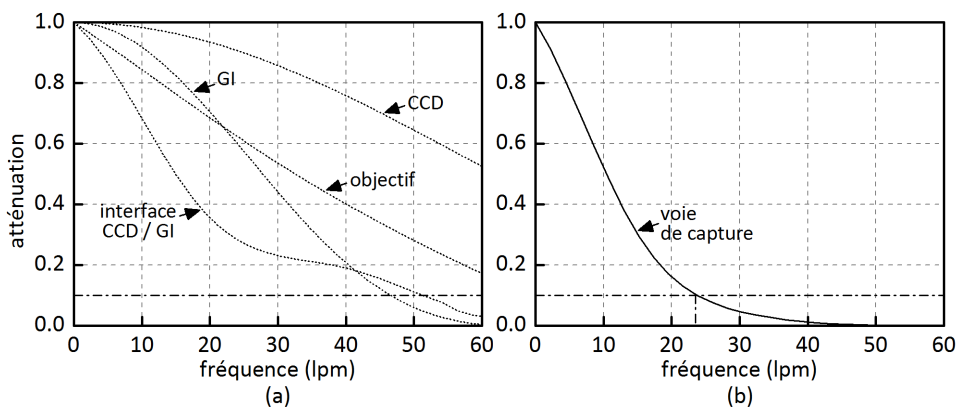 (a)
(b)
atténuation
1.0
0.8
0.6
0.4
0.2
0.0
GI
CCD
objectif
interface
CCD / GI
0 10 20 30 40 50 60
fréquence (lpm)
1.0
0.8
0.6
0.4
0.2
0.0
voie
de capture
0 10 20 30 40 50 60
fréquence (lpm)
(a)
(b)